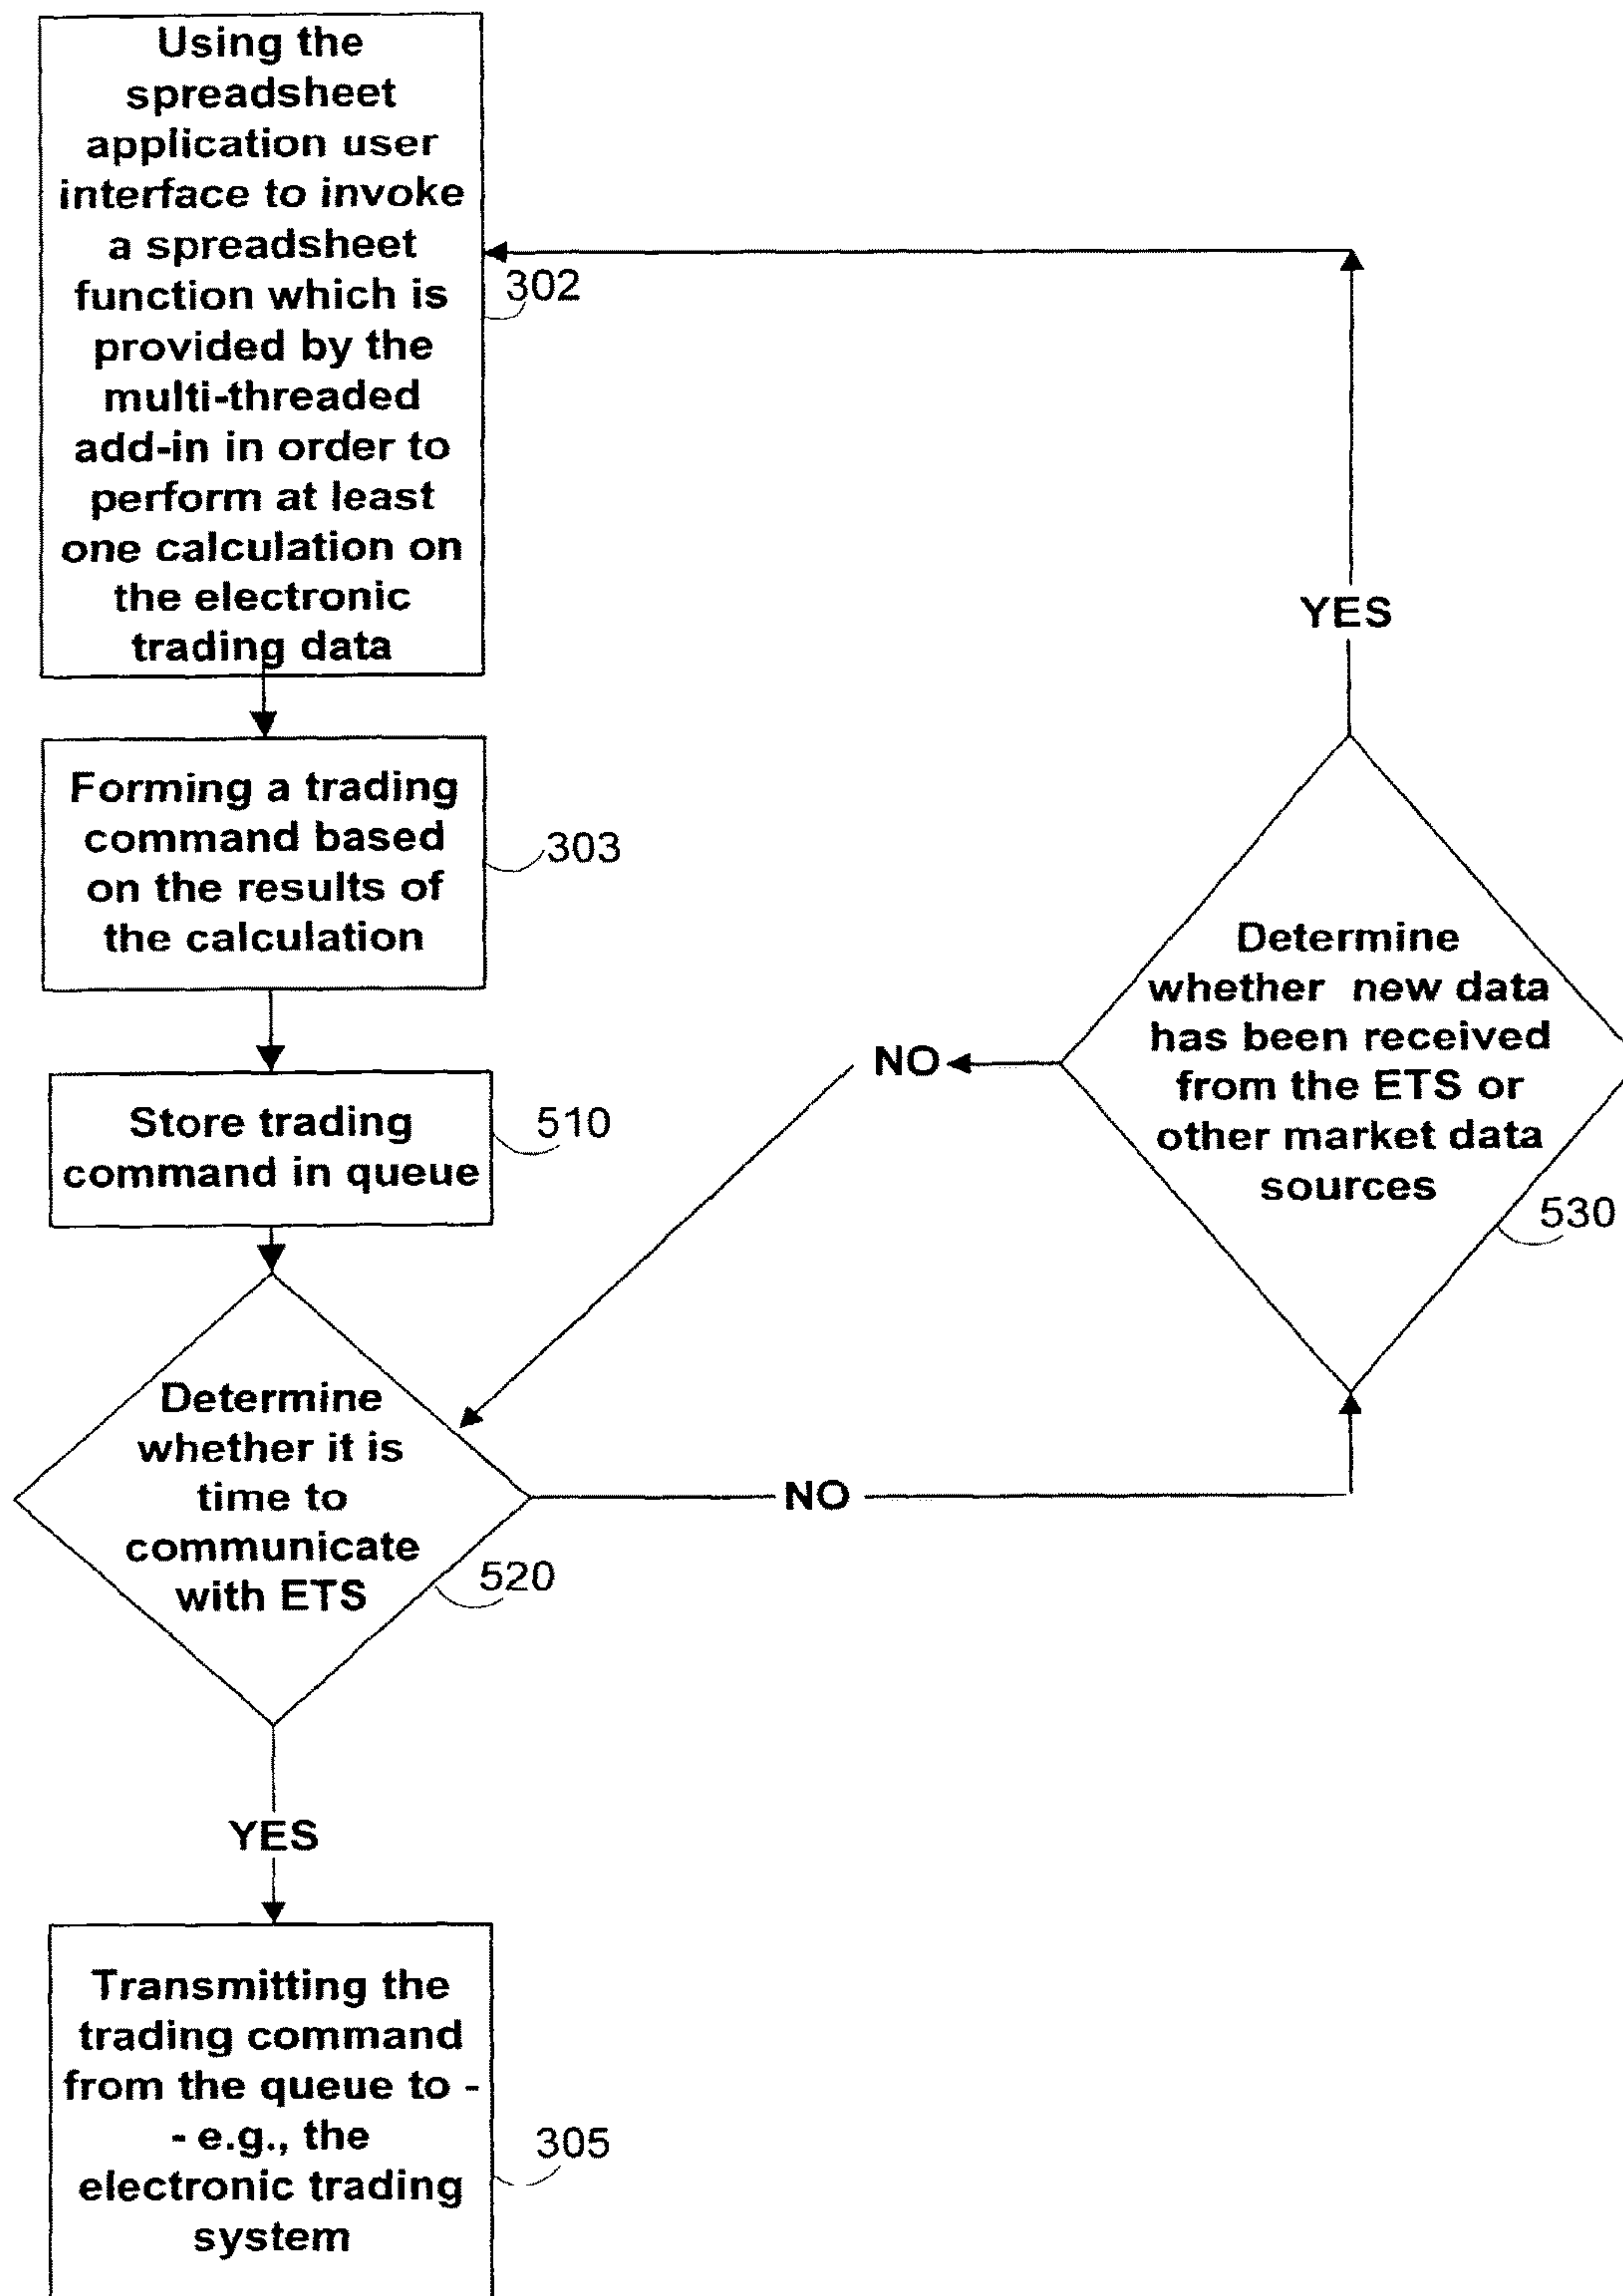 Using the
spreadsheet
application user
interface to invoke
a spreadsheet
function which is
provided by the
multi-threaded
add-in in order to
perform at least
one calculation on
the electronic
trading data
302
Forming a trading
command based
on the results of
the calculation
303
Store trading
command in queue
510
Determine
whether it is
time to
communicate
with ETS
520
NO
YES
Determine
whether new data
has been received
from the ETS or
other market data
sources
530
NO
YES
Transmitting the
trading command
from the queue to -
- e.g., the
electronic trading
system
305